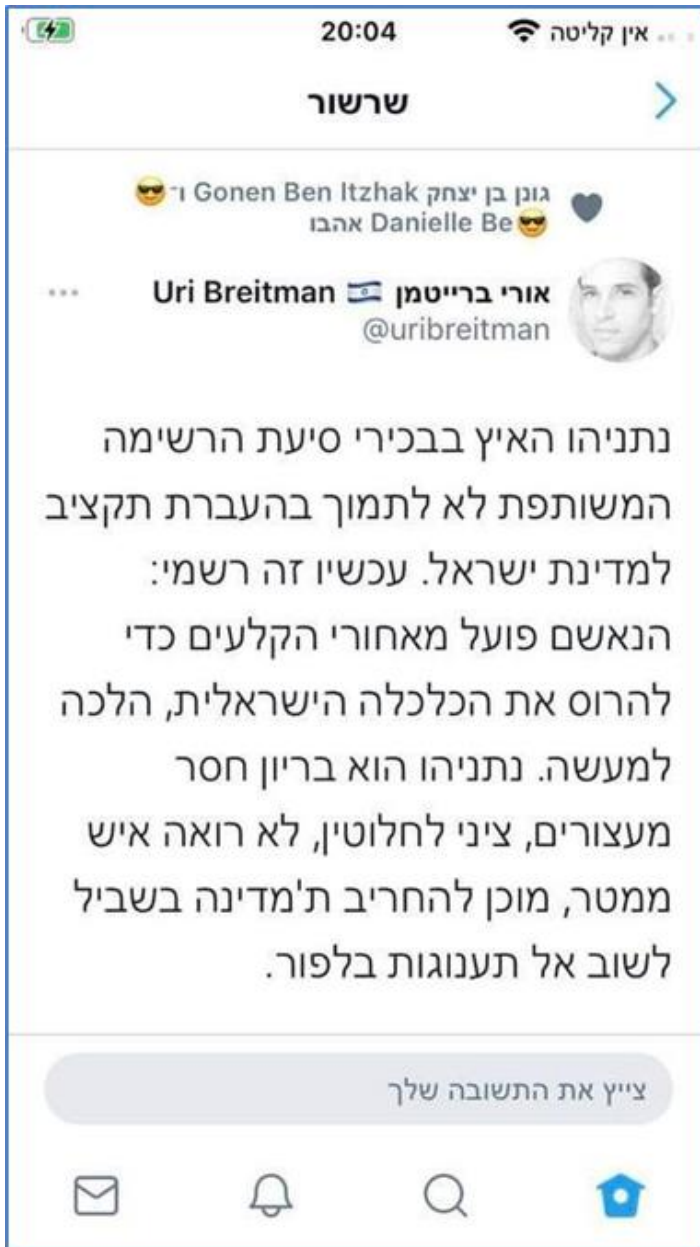 20:04
אין קליטה
שרשור
גונן בן יצחק Gonen Ben Itzhak ו־
Danielle Be אהבו
אורי ברייטמן Uri Breitman
@uribreitman
נתניהו האיץ בבכירי סיעת הרשימה
המשותפת לא לתמוך בהעברת תקציב
למדינת ישראל. עכשיו זה רשמי:
הנאשם פועל מאחורי הקלעים כדי
להרוס את הכלכלה הישראלית, הלכה
למעשה. נתניהו הוא בריון חסר
מעצורים, ציני לחלוטין, לא רואה איש
ממטר, מוכן להחריב ת'מדינה בשביל
לשוב אל תענוגות בלפור.
צייץ את התשובה שלך